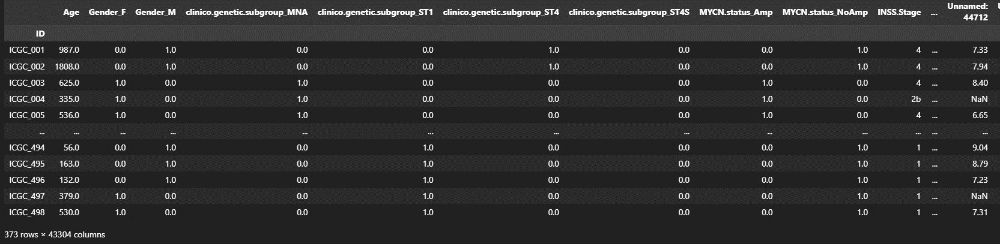 Age Gender_F Gender_M clinico.genetic.subgroup_MNA clinico.genetic.subgroup_ST1 clinico.genetic.subgroup_ST4 clinico.genetic.subgroup_ST4S MYCN.status_Amp MYCN.status_NoAmp INSS.Stage ... Unnamed: 44712
ID
ICGC_001 987.0 0.0 1.0 0.0 0.0 1.0 0.0 0.0 1.0 4 ... 7.33
ICGC_002 1808.0 0.0 1.0 0.0 0.0 1.0 0.0 0.0 1.0 4 ... 7.94
ICGC_003 625.0 1.0 0.0 1.0 0.0 0.0 0.0 1.0 0.0 4 ... 8.40
ICGC_004 335.0 1.0 0.0 1.0 0.0 0.0 0.0 1.0 0.0 2b ... NaN
ICGC_005 536.0 1.0 0.0 1.0 0.0 0.0 0.0 1.0 0.0 4 ... 6.65
... ... ... ... ... ... ... ... ... ... ... ... ...
ICGC_494 56.0 0.0 1.0 0.0 1.0 0.0 0.0 0.0 1.0 1 ... 9.04
ICGC_495 163.0 0.0 1.0 0.0 1.0 0.0 0.0 0.0 1.0 1 ... 8.79
ICGC_496 132.0 0.0 1.0 0.0 1.0 0.0 0.0 0.0 1.0 1 ... 7.23
ICGC_497 379.0 1.0 0.0 0.0 1.0 0.0 0.0 0.0 1.0 1 ... NaN
ICGC_498 530.0 1.0 0.0 0.0 1.0 0.0 0.0 0.0 1.0 1 ... 7.31
373 rows × 43304 columns